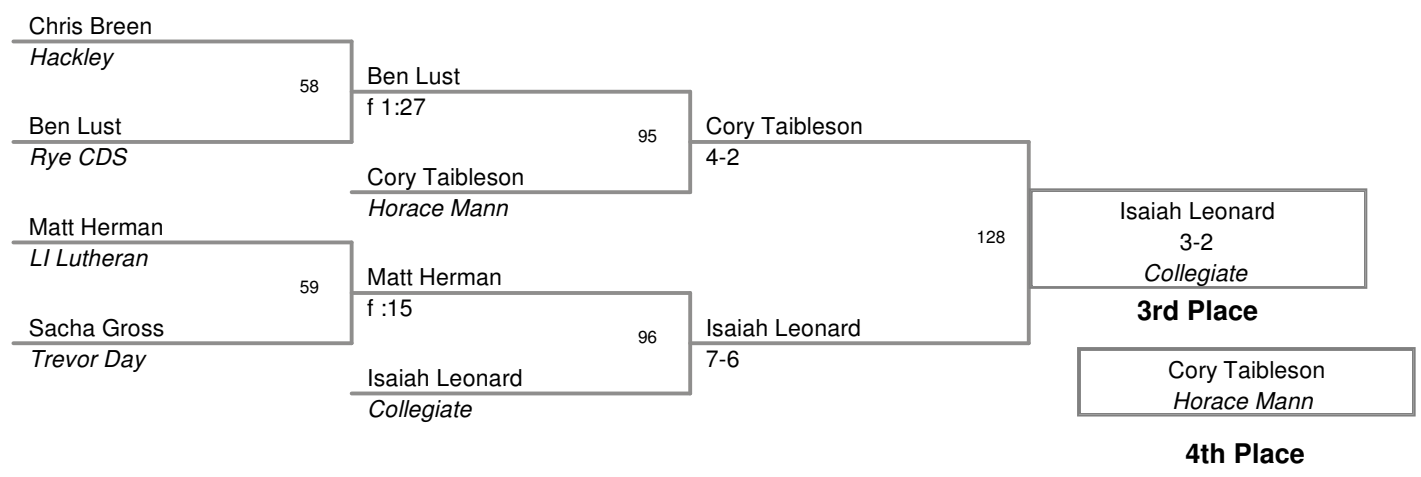 Chris Breen
Hackley
58
Ben Lust
Rye CDS
Ben Lust
f 1:27
95
Cory Taibleson
Horace Mann
Cory Taibleson
4-2
Matt Herman
LI Lutheran
59
Sacha Gross
Trevor Day
Matt Herman
f :15
96
Isaiah Leonard
Collegiate
Isaiah Leonard
7-6
128
Isaiah Leonard
3-2
Collegiate
3rd Place
Cory Taibleson
Horace Mann
4th Place